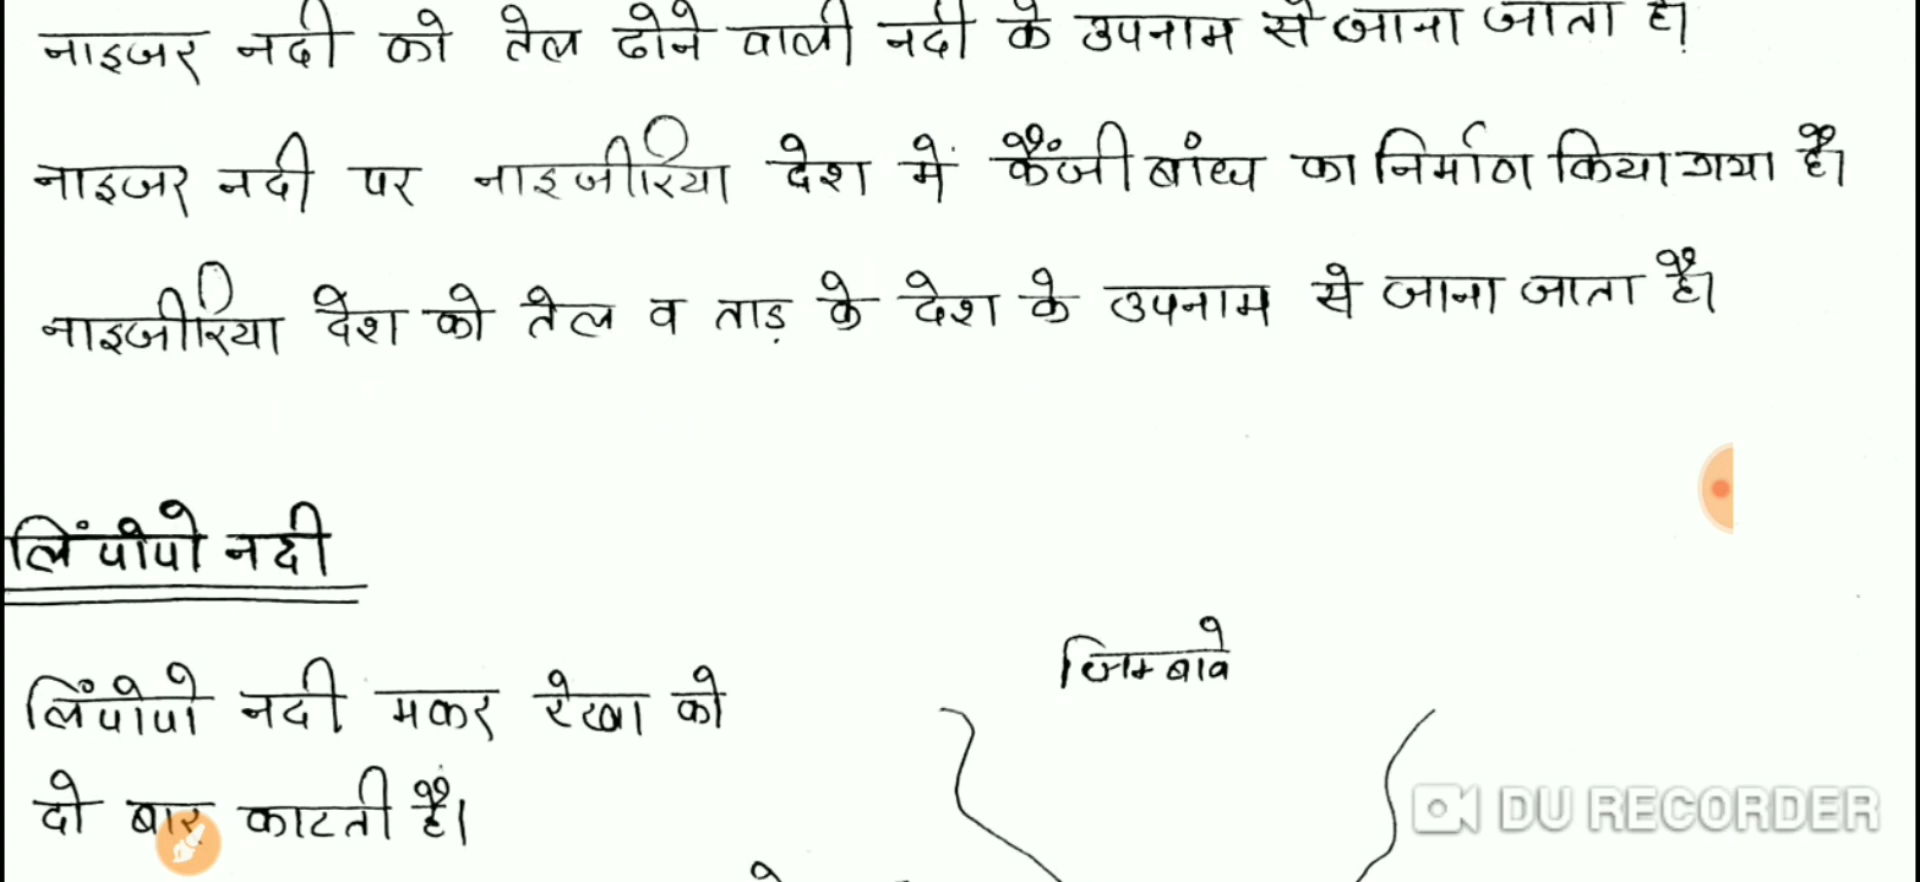 नाइजर नदी को तेल ढोने वाली नदी के उपनाम से जाना जाता है।
नाइजर नदी पर नाइजीरिया देश में कैंजी बांध का निर्माण किया गया है।
नाइजीरिया देश को तेल व ताड़ के देश के उपनाम से जाना जाता है।
लिंपोपो नदी
जिम्बावे
लिंपोपो नदी मकर रेखा को
दो बार काटती है।
DU RECORDER